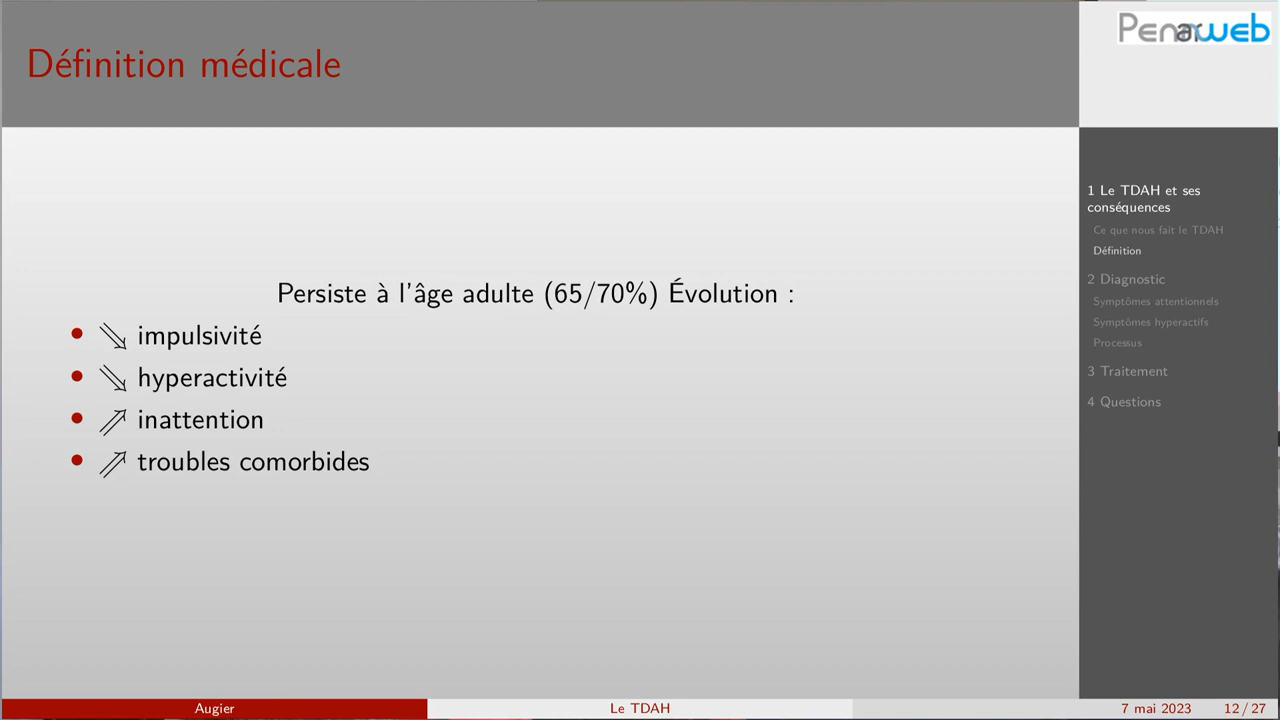 Définition médicale
Penarweb
Persiste à l'âge adulte (65/70%) Évolution :
• ↘ impulsivité
• ↘ hyperactivité
• ↗ inattention
• ↗ troubles comorbides
1 Le TDAH et ses
conséquences
Ce que nous fait le TDAH
Définition
2 Diagnostic
Symptômes attentionnels
Symptômes hyperactifs
Processus
3 Traitement
4 Questions
Augier
Le TDAH
7 mai 2023
12 / 27